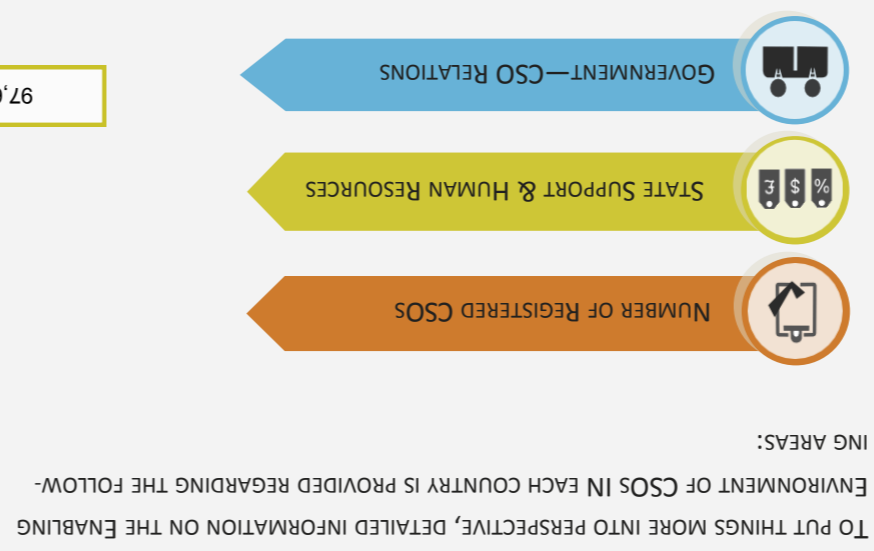 To put things more into perspective, detailed information on the Enabling
Environment of CSOs IN each country is provided regarding the follow-
ing areas:
Number of Registered CSOs
% $ £
State Support & Human Resources
Government—CSO Relations